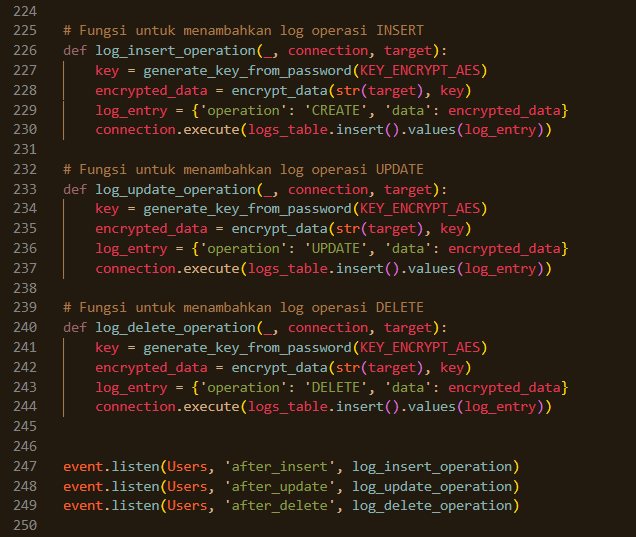 224
225 # Fungsi untuk menambahkan log operasi INSERT
226 def log_insert_operation(_, connection, target):
227     key = generate_key_from_password(KEY_ENCRYPT_AES)
228     encrypted_data = encrypt_data(str(target), key)
229     log_entry = {'operation': 'CREATE', 'data': encrypted_data}
230     connection.execute(logs_table.insert().values(log_entry))
231
232 # Fungsi untuk menambahkan log operasi UPDATE
233 def log_update_operation(_, connection, target):
234     key = generate_key_from_password(KEY_ENCRYPT_AES)
235     encrypted_data = encrypt_data(str(target), key)
236     log_entry = {'operation': 'UPDATE', 'data': encrypted_data}
237     connection.execute(logs_table.insert().values(log_entry))
238
239 # Fungsi untuk menambahkan log operasi DELETE
240 def log_delete_operation(_, connection, target):
241     key = generate_key_from_password(KEY_ENCRYPT_AES)
242     encrypted_data = encrypt_data(str(target), key)
243     log_entry = {'operation': 'DELETE', 'data': encrypted_data}
244     connection.execute(logs_table.insert().values(log_entry))
245
246
247 event.listen(Users, 'after_insert', log_insert_operation)
248 event.listen(Users, 'after_update', log_update_operation)
249 event.listen(Users, 'after_delete', log_delete_operation)
250